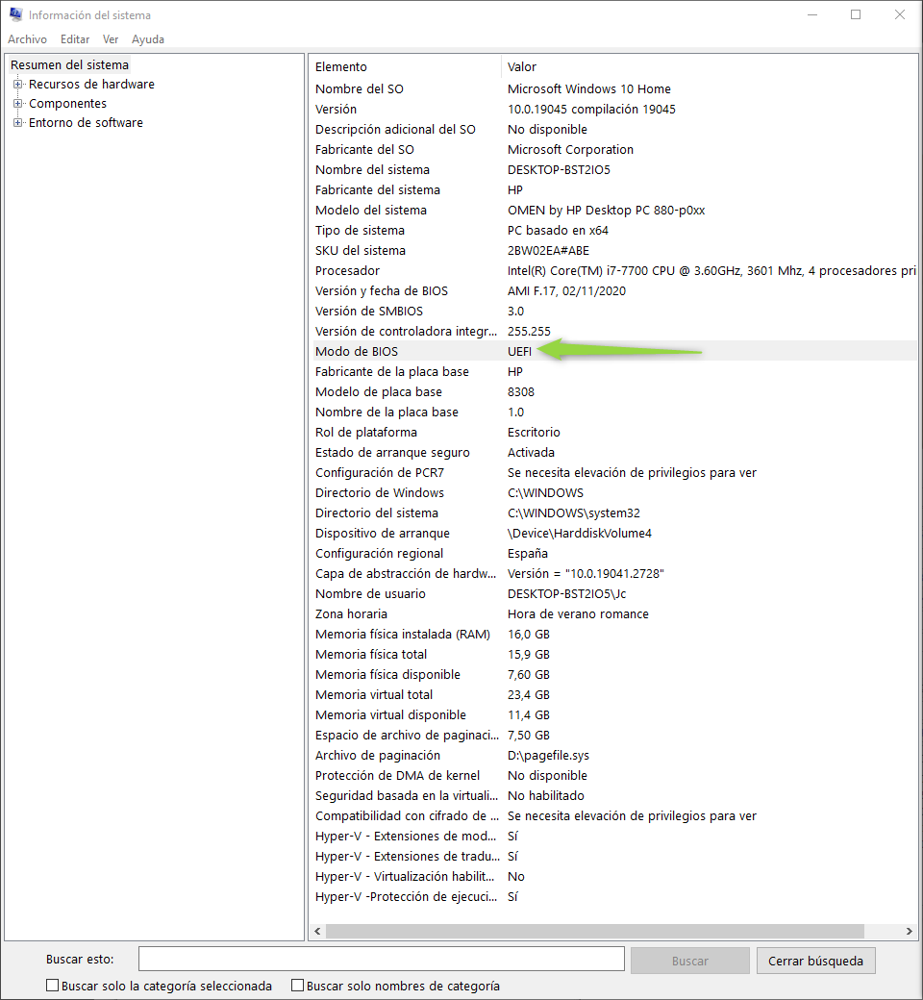 Información del sistema
Archivo Editar Ver Ayuda
Resumen del sistema
Recursos de hardware
Componentes
Entorno de software
Elemento Valor
Nombre del SO Microsoft Windows 10 Home
Versión 10.0.19045 compilación 19045
Descripción adicional del SO No disponible
Fabricante del SO Microsoft Corporation
Nombre del sistema DESKTOP-BST2IO5
Fabricante del sistema HP
Modelo del sistema OMEN by HP Desktop PC 880-p0xx
Tipo de sistema PC basado en x64
SKU del sistema 2BW02EA#ABE
Procesador Intel(R) Core(TM) i7-7700 CPU @ 3.60GHz, 3601 Mhz, 4 procesadores pri
Versión y fecha de BIOS AMI F.17, 02/11/2020
Versión de SMBIOS 3.0
Versión de controladora integr... 255.255
Modo de BIOS UEFI
Fabricante de la placa base HP
Modelo de placa base 8308
Nombre de la placa base 1.0
Rol de plataforma Escritorio
Estado de arranque seguro Activada
Configuración de PCR7 Se necesita elevación de privilegios para ver
Directorio de Windows C:\WINDOWS
Directorio del sistema C:\WINDOWS\system32
Dispositivo de arranque \Device\HarddiskVolume4
Configuración regional España
Capa de abstracción de hardw... Versión = "10.0.19041.2728"
Nombre de usuario DESKTOP-BST2IO5\Jc
Zona horaria Hora de verano romance
Memoria física instalada (RAM) 16,0 GB
Memoria física total 15,9 GB
Memoria física disponible 7,60 GB
Memoria virtual total 23,4 GB
Memoria virtual disponible 11,4 GB
Espacio de archivo de paginaci... 7,50 GB
Archivo de paginación D:\pagefile.sys
Protección de DMA de kernel No disponible
Seguridad basada en la virtuali... No habilitado
Compatibilidad con cifrado de ... Se necesita elevación de privilegios para ver
Hyper-V - Extensiones de mod... Sí
Hyper-V - Extensiones de tradu... Sí
Hyper-V - Virtualización habilit... No
Hyper-V -Protección de ejecuci... Sí
Buscar esto: Buscar Cerrar búsqueda
Buscar solo la categoría seleccionada Buscar solo nombres de categoría